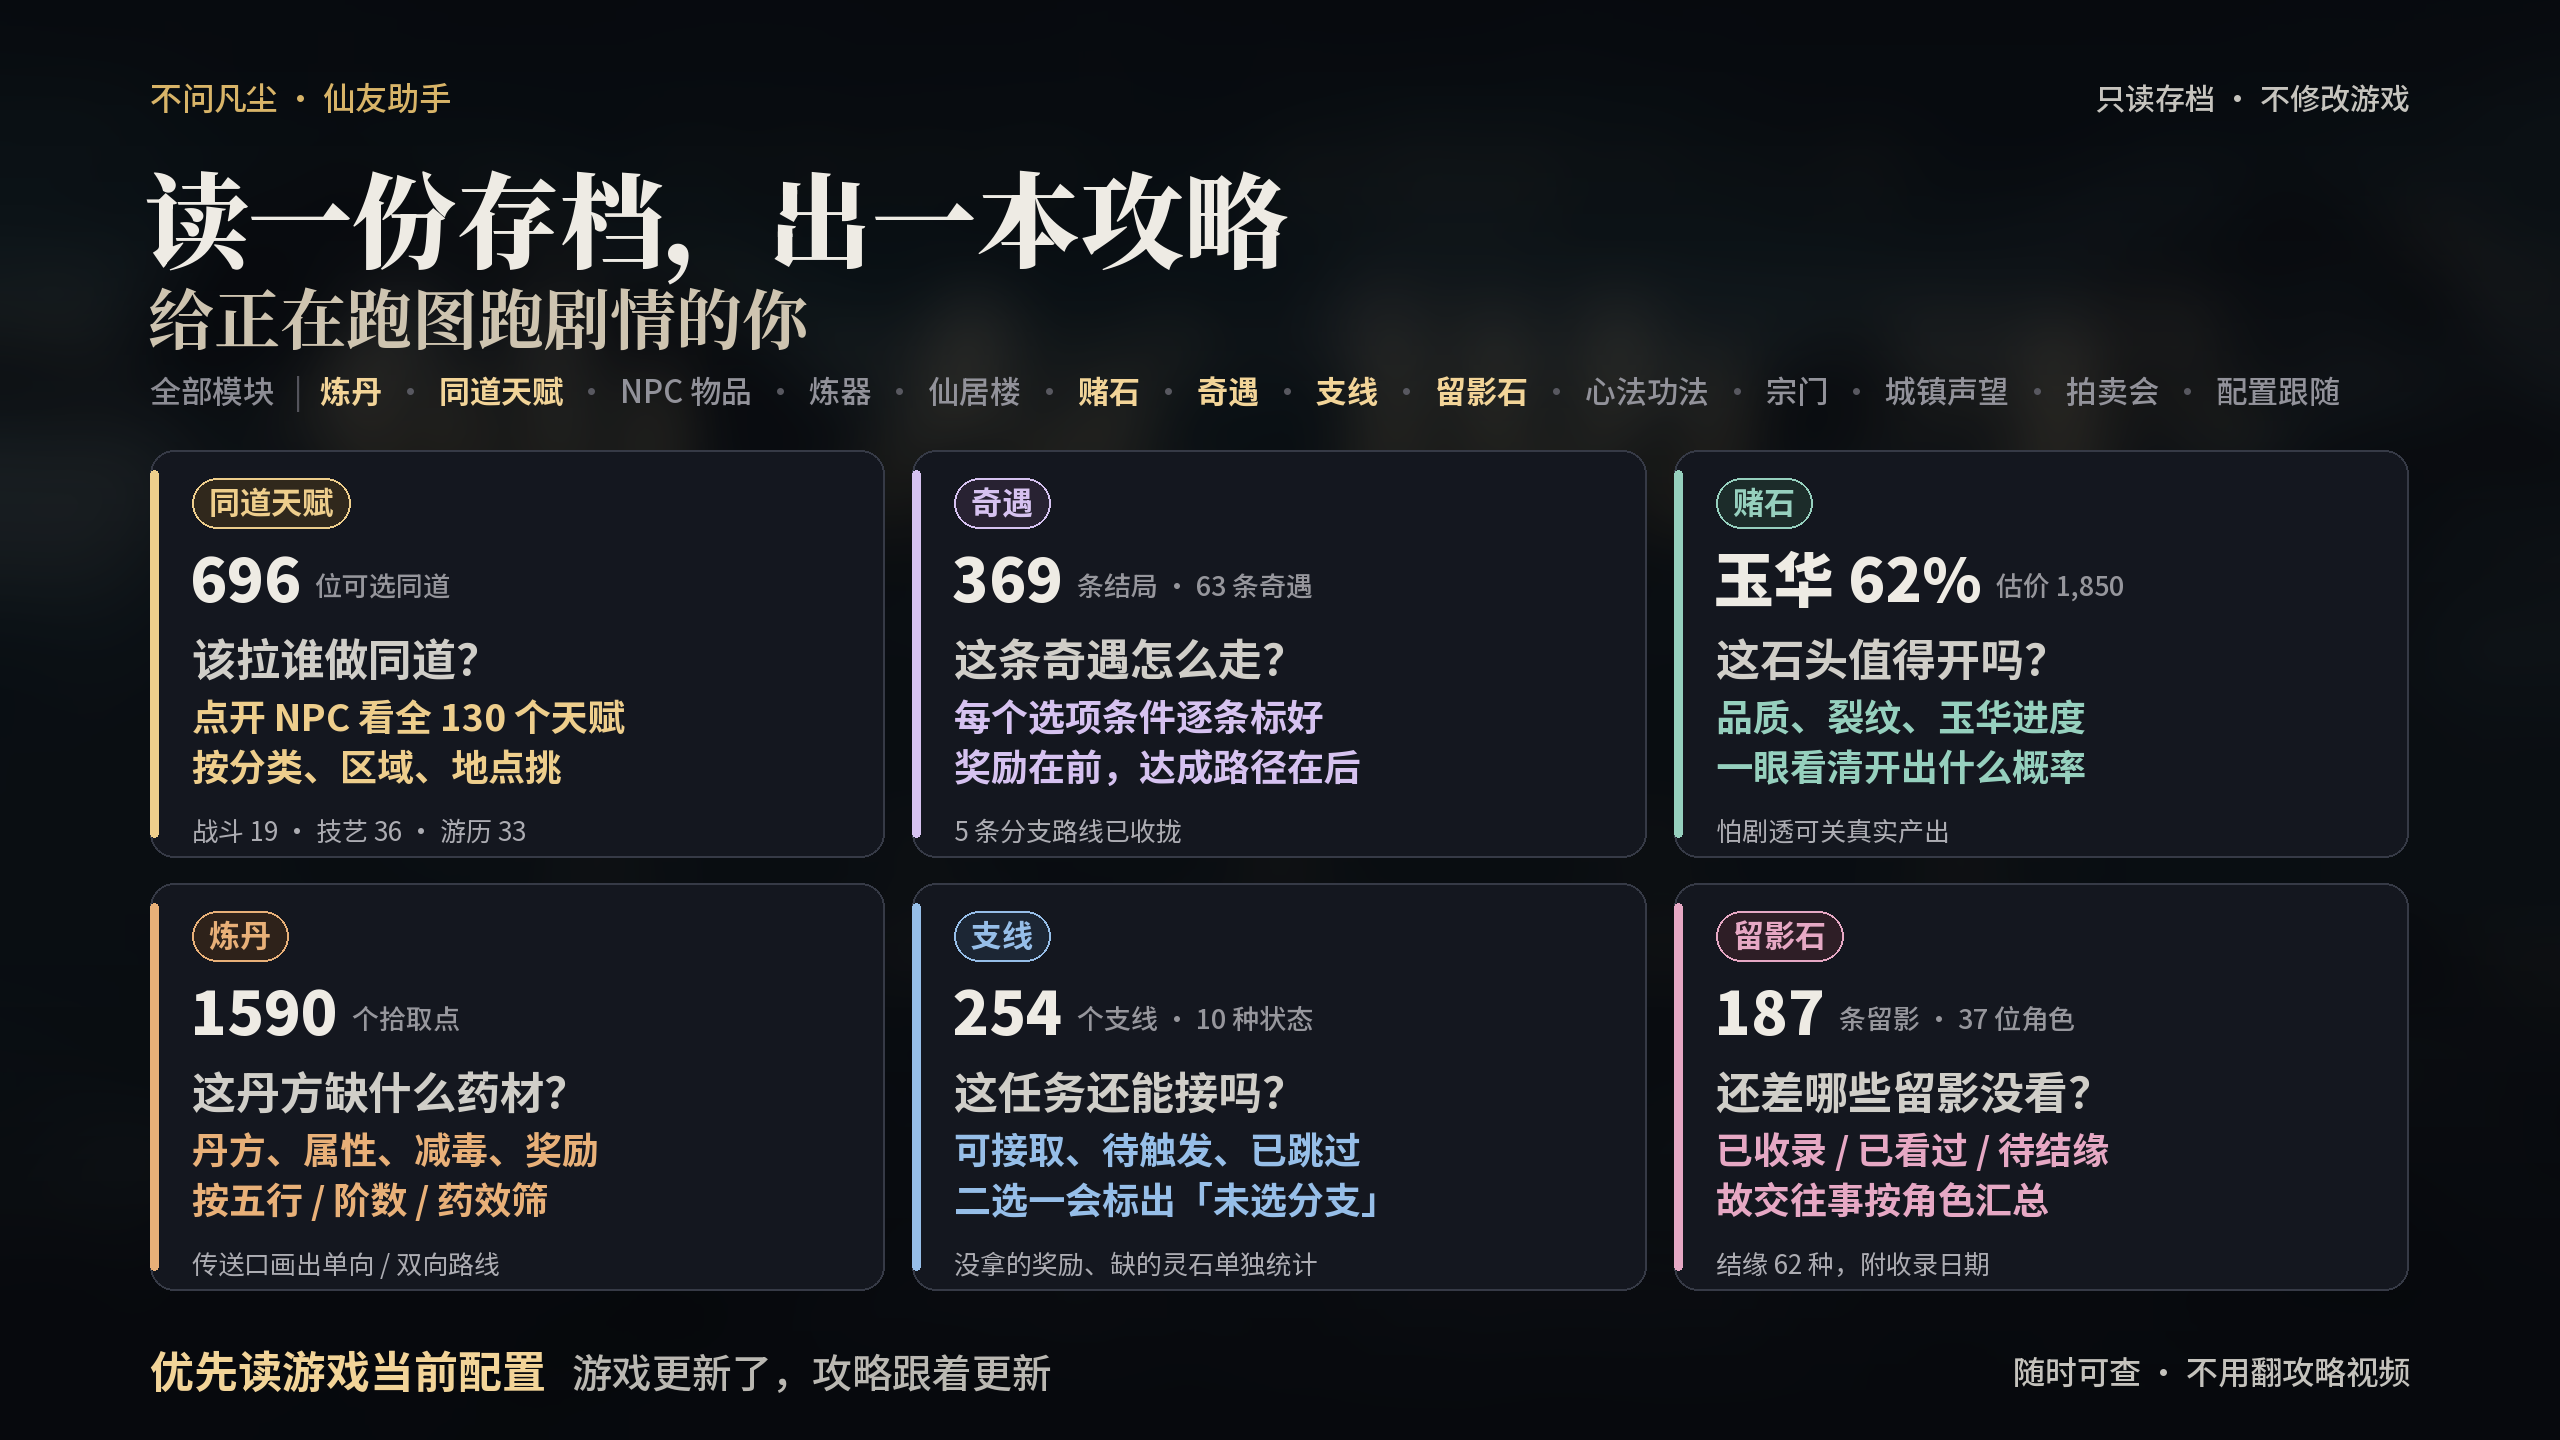 不问凡尘 · 仙友助手
只读存档 · 不修改游戏
读一份存档，出一本攻略
给正在跑图跑剧情的你
全部模块 | 炼丹 · 同道天赋 · NPC 物品 · 炼器 · 仙居楼 · 赌石 · 奇遇 · 支线 · 留影石 · 心法功法 · 宗门 · 城镇声望 · 拍卖会 · 配置跟随
同道天赋
696 位可选同道
该拉谁做同道？
点开 NPC 看全 130 个天赋
按分类、区域、地点挑
战斗 19 · 技艺 36 · 游历 33
奇遇
369 条结局 · 63 条奇遇
这条奇遇怎么走？
每个选项条件逐条标好
奖励在前，达成路径在后
5 条分支路线已收拢
赌石
玉华 62% 估价 1,850
这石头值得开吗？
品质、裂纹、玉华进度
一眼看清开出什么概率
怕剧透可关真实产出
炼丹
1590 个拾取点
这丹方缺什么药材？
丹方、属性、减毒、奖励
按五行 / 阶数 / 药效筛
传送口画出单向 / 双向路线
支线
254 个支线 · 10 种状态
这任务还能接吗？
可接取、待触发、已跳过
二选一会标出「未选分支」
没拿的奖励、缺的灵石单独统计
留影石
187 条留影 · 37 位角色
还差哪些留影没看？
已收录 / 已看过 / 待结缘
故交往事按角色汇总
结缘 62 种，附收录日期
优先读游戏当前配置 游戏更新了，攻略跟着更新
随时可查 · 不用翻攻略视频